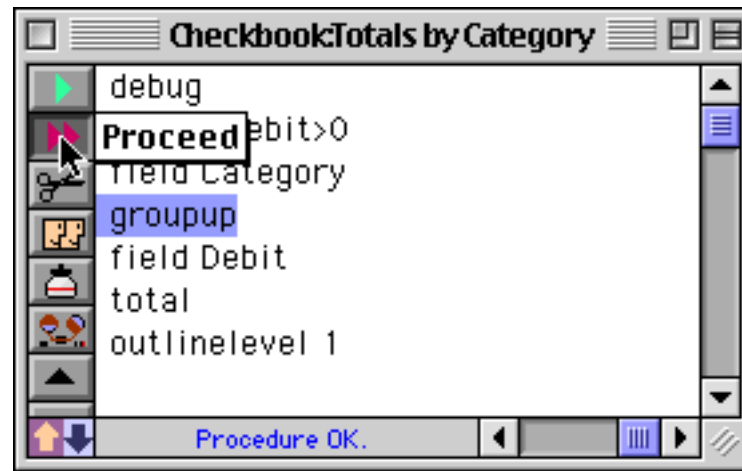 Checkbook:Totals by Category
debug
Proceed
ebit>0
field Category
groupup
field Debit
total
outlinelevel 1
Procedure OK.